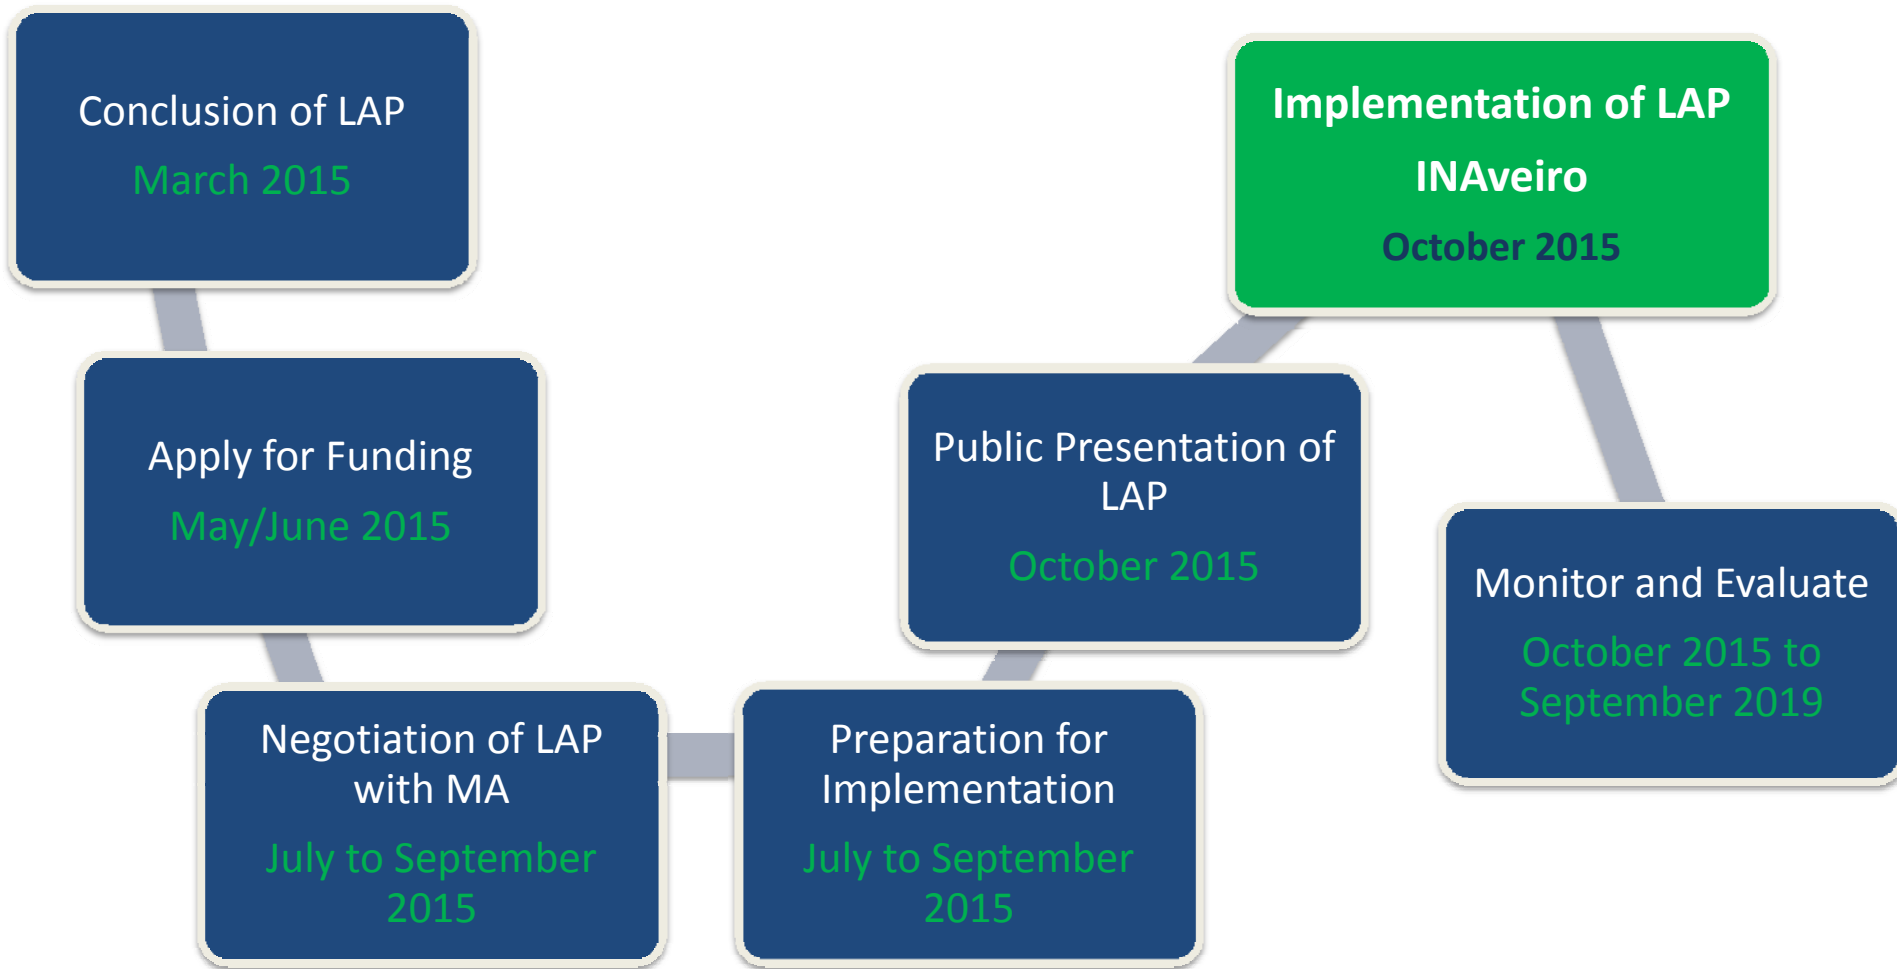 Conclusion of LAP
March 2015
Apply for Funding
May/June 2015
Negotiation of LAP
with MA
July to September
2015
Preparation for
Implementation
July to September
2015
Public Presentation of
LAP
October 2015
Implementation of LAP
INAveiro
October 2015
Monitor and Evaluate
October 2015 to
September 2019